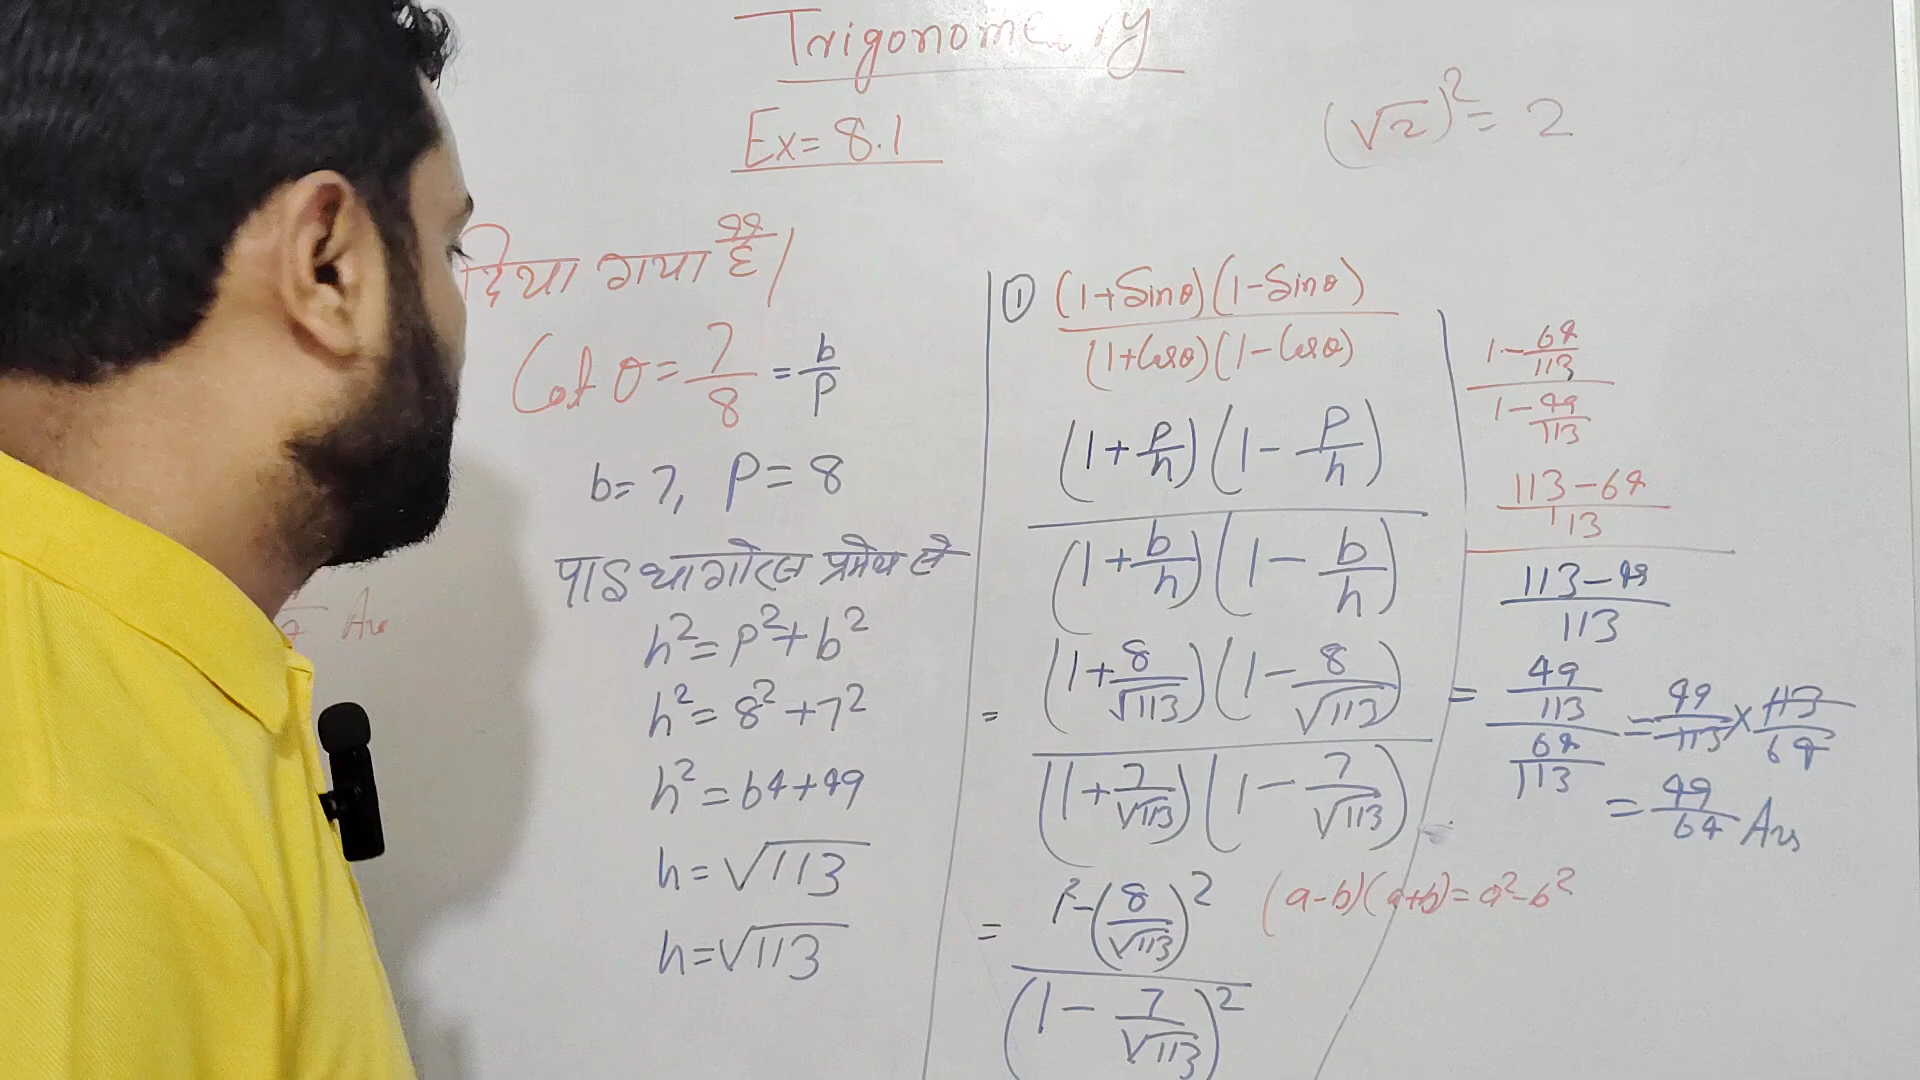 Trigonometry
Ex= 8.1
(√2)² = 2
दिया गया है।
Cot θ = 7/8 = b/P
b=7, P=8
पाइथागोरस प्रमेय से
h² = P²+b²
h² = 8²+7²
h² = 64+49
h = √113
h = √113
① (1+Sinθ)(1-Sinθ) / (1+Cosθ)(1-Cosθ)
(1+P/h)(1-P/h) / (1+b/h)(1-b/h)
= (1+8/√113)(1-8/√113) / (1+7/√113)(1-7/√113)
= 1²-(8/√113)² / (1-7/√113)²
(a-b)(a+b)=a²-b²
1-64/113 / 1-49/113
113-64/113 / 113-49/113
= 49/113 / 64/113 = 49/113 × 113/64
= 49/64 Ans
Ans